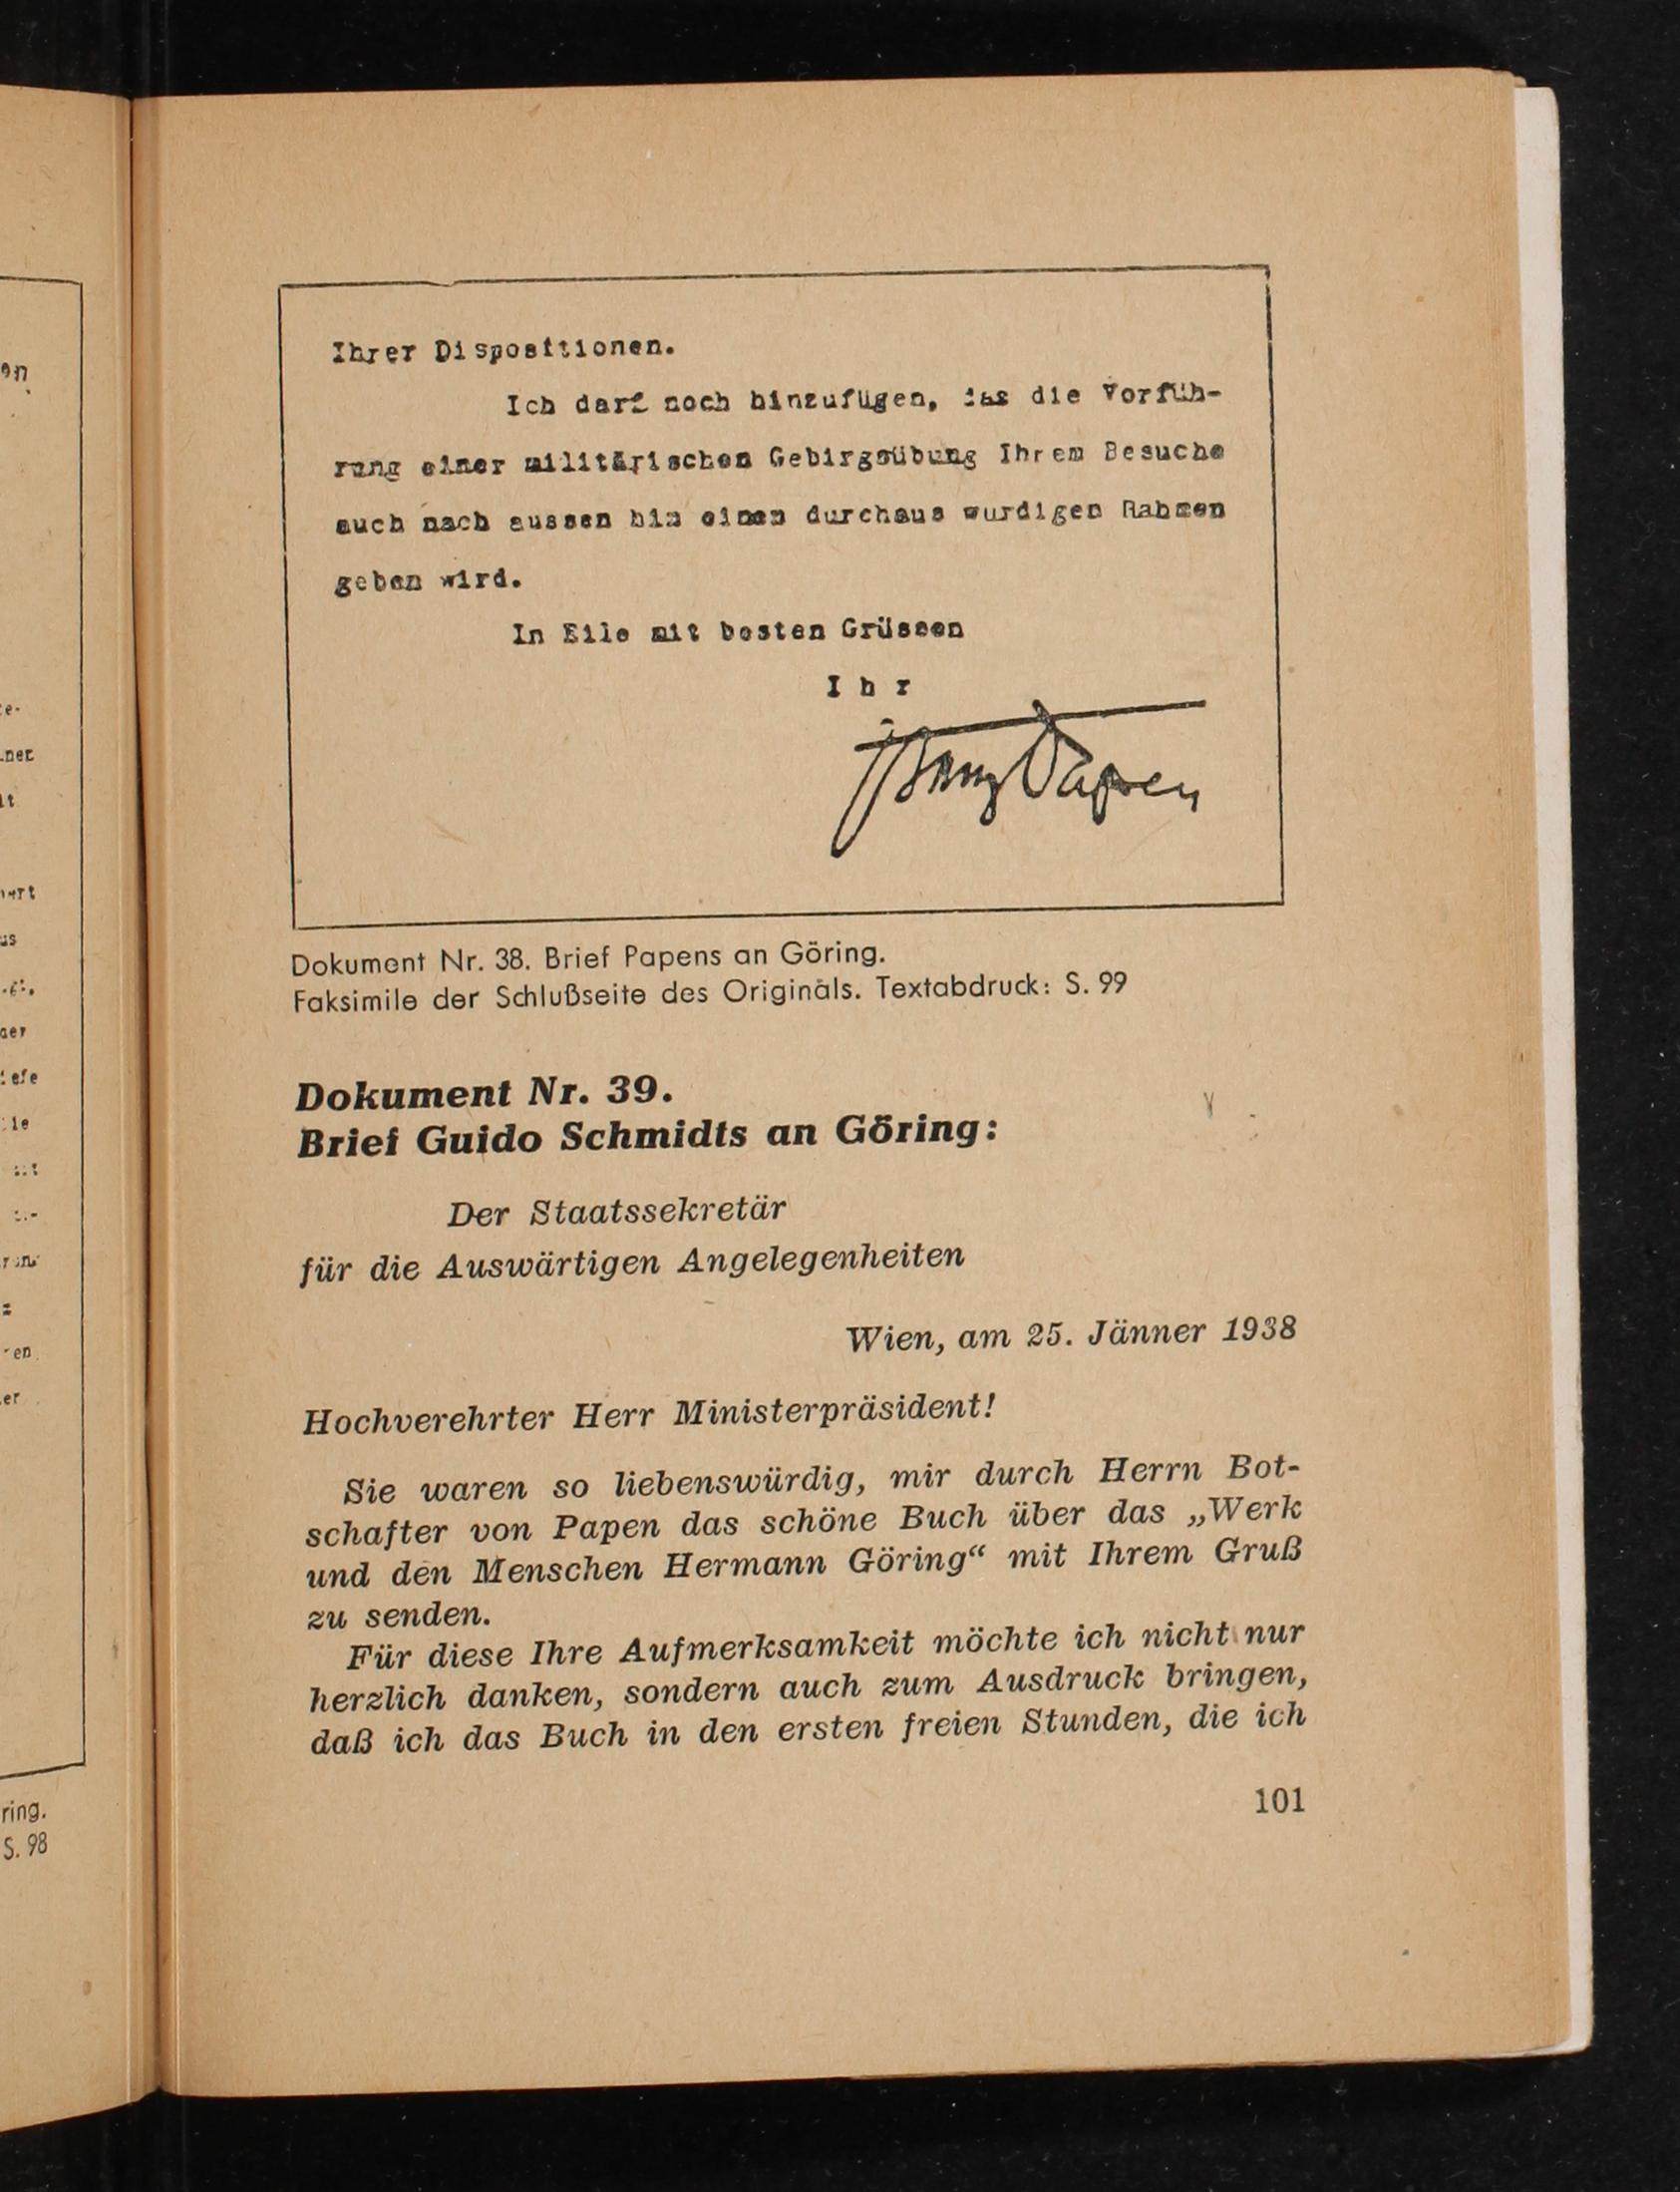 Ihrer Dispositionen.
Ich darf noch hinzufügen, das die Vorfüh-
rung einer militärischen Gebirgsübung Ihrem Besuche
auch nach aussen hin einen durchaus wurdigen Rahmen
geben wird.
In Eile mit besten Grüssen
I h r
Franz Papen
Dokument Nr. 38. Brief Papens an Göring.
Faksimile der Schlußseite des Originals. Textabdruck: S. 99
Dokument Nr. 39.
Brief Guido Schmidts an Göring:
Der Staatssekretär
für die Auswärtigen Angelegenheiten
Wien, am 25. Jänner 1938
Hochverehrter Herr Ministerpräsident!
Sie waren so liebenswürdig, mir durch Herrn Bot-
schafter von Papen das schöne Buch über das „Werk
und den Menschen Hermann Göring“ mit Ihrem Gruß
zu senden.
Für diese Ihre Aufmerksamkeit möchte ich nicht nur
herzlich danken, sondern auch zum Ausdruck bringen,
daß ich das Buch in den ersten freien Stunden, die ich
101
ring.
S. 98